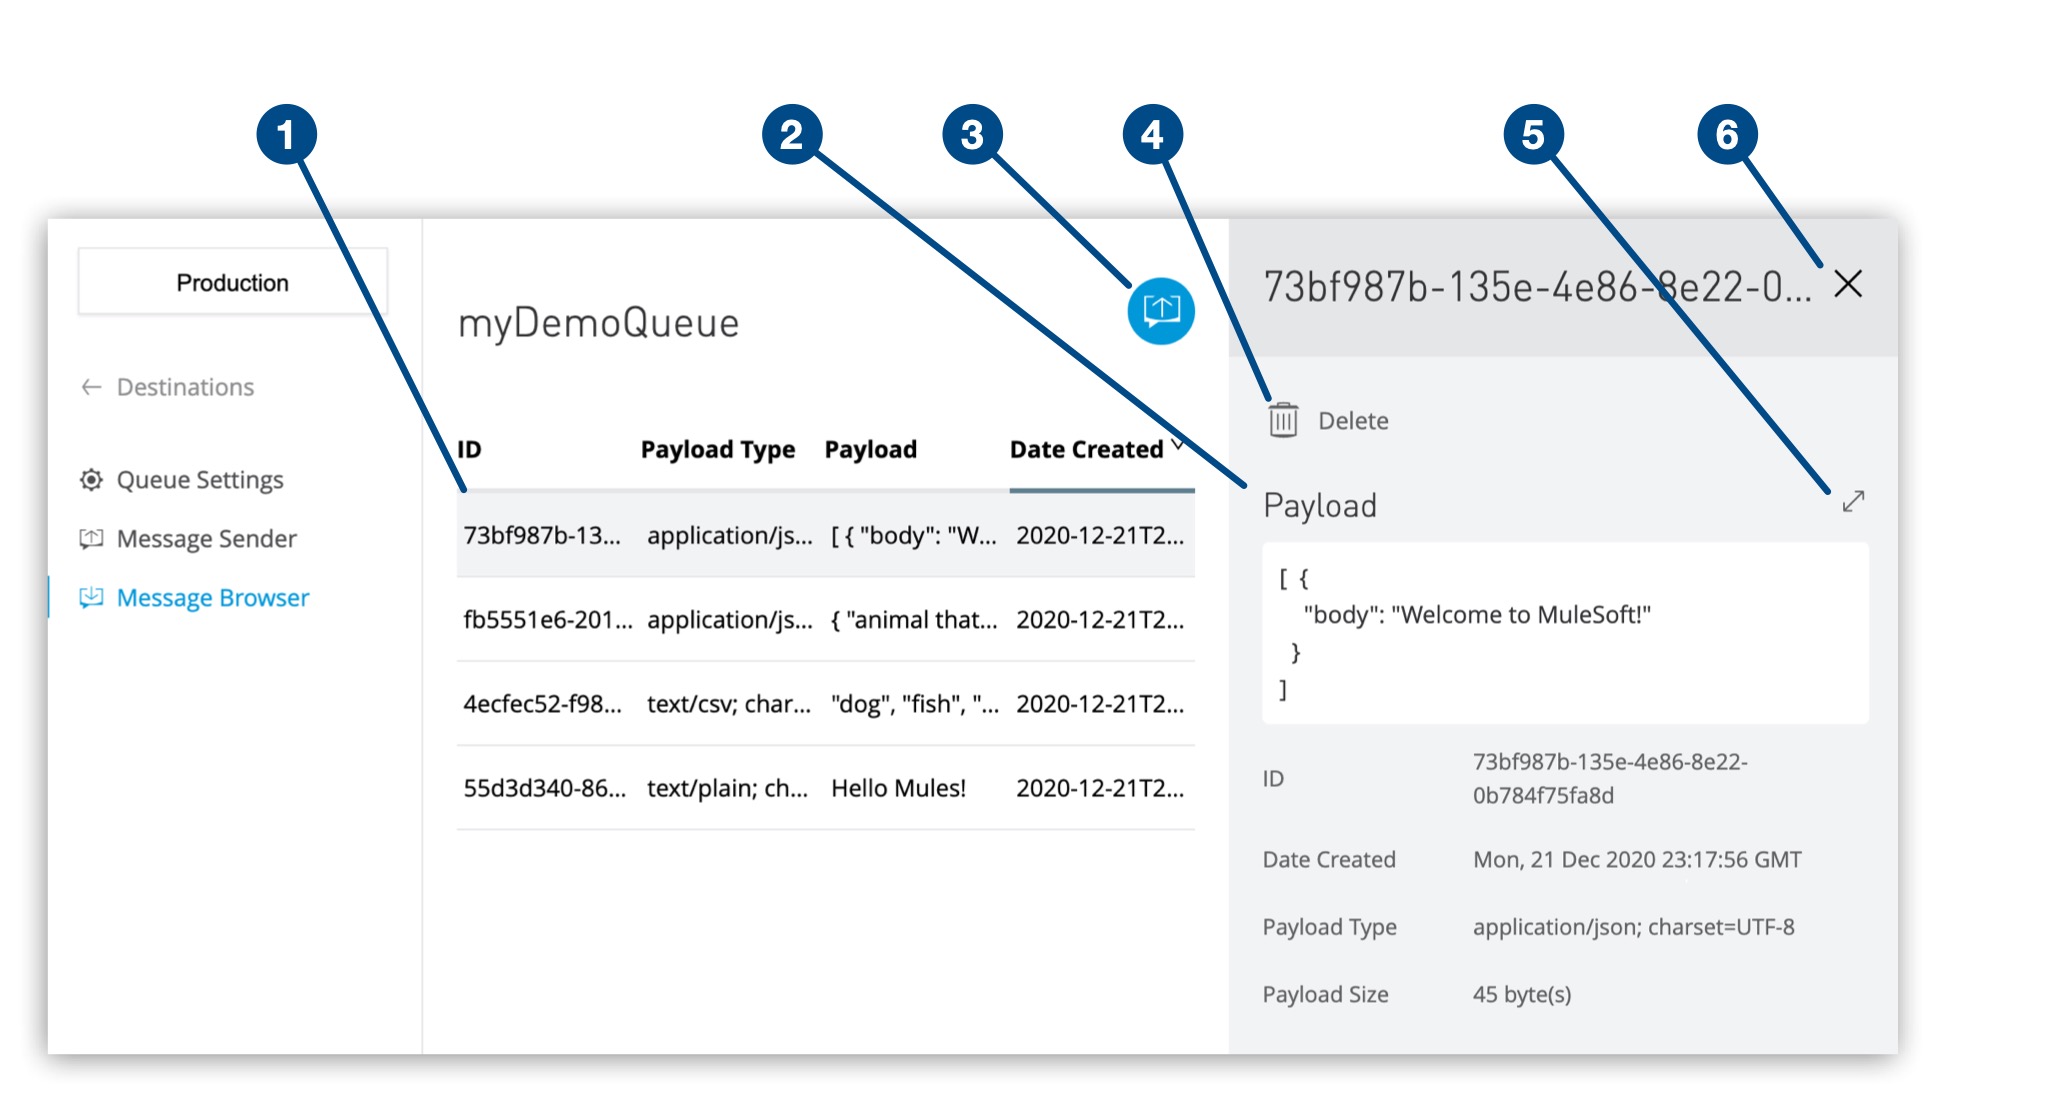 1 2 3 4 5 6
Production
← Destinations
Queue Settings
Message Sender
Message Browser
myDemoQueue
ID Payload Type Payload Date Created
73bf987b-13... application/js... [ { "body": "W... 2020-12-21T2...
fb5551e6-201... application/js... { "animal that... 2020-12-21T2...
4ecfec52-f98... text/csv; char... "dog", "fish", "... 2020-12-21T2...
55d3d340-86... text/plain; ch... Hello Mules! 2020-12-21T2...
73bf987b-135e-4e86-8e22-0...
Delete
Payload
[ {
"body": "Welcome to MuleSoft!"
}
]
ID 73bf987b-135e-4e86-8e22-
0b784f75fa8d
Date Created Mon, 21 Dec 2020 23:17:56 GMT
Payload Type application/json; charset=UTF-8
Payload Size 45 byte(s)